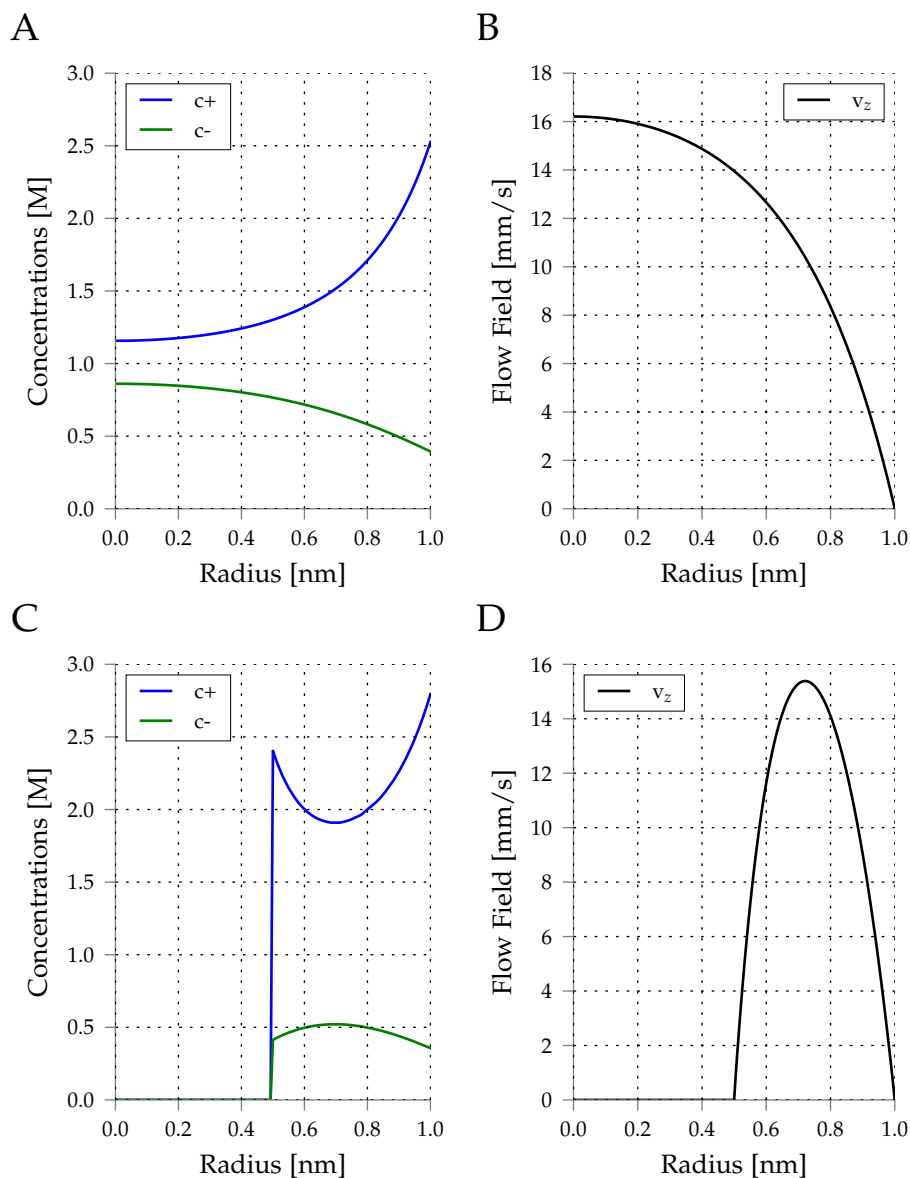 A
3.0
2.5
2.0
1.5
1.0
0.5
0.0
Concentrations [M]
c+
c-
0.0 0.2 0.4 0.6 0.8 1.0
Radius [nm]
B
18
16
14
12
10
8
6
4
2
0
Flow Field [mm/s]
v_z
0.0 0.2 0.4 0.6 0.8 1.0
Radius [nm]
C
3.0
2.5
2.0
1.5
1.0
0.5
0.0
Concentrations [M]
c+
c-
0.0 0.2 0.4 0.6 0.8 1.0
Radius [nm]
D
16
14
12
10
8
6
4
2
0
Flow Field [mm/s]
v_z
0.0 0.2 0.4 0.6 0.8 1.0
Radius [nm]